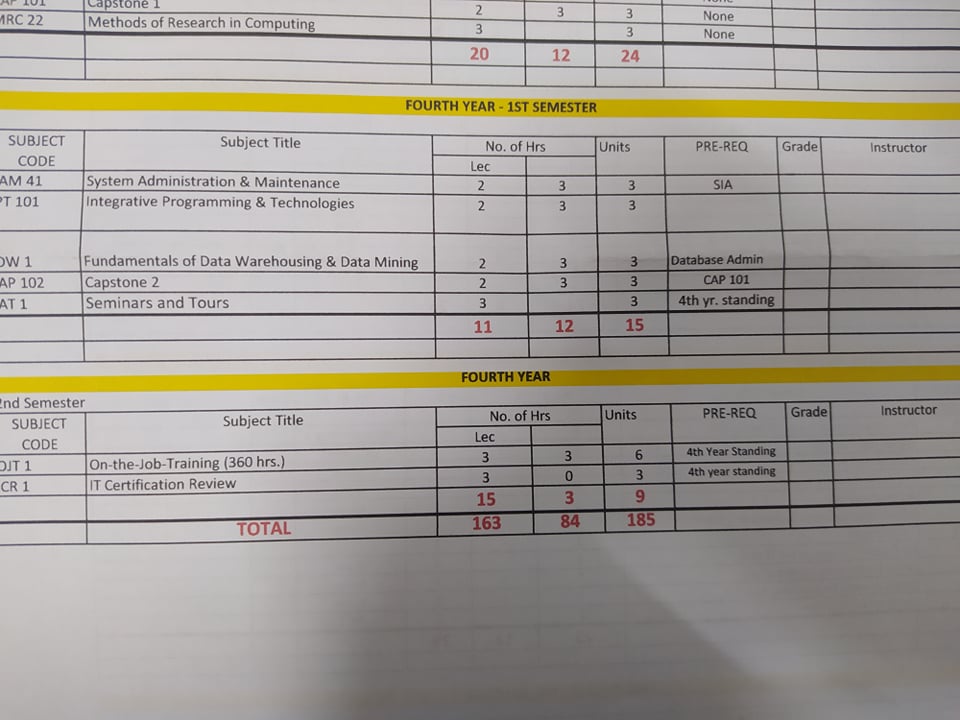 Capstone 1 2 3 3 None
MRC 22 Methods of Research in Computing 3 3 None
20 12 24
FOURTH YEAR - 1ST SEMESTER
SUBJECT CODE Subject Title No. of Hrs Units PRE-REQ Grade Instructor
Lec
AM 41 System Administration & Maintenance 2 3 3 SIA
PT 101 Integrative Programming & Technologies 2 3 3
DW 1 Fundamentals of Data Warehousing & Data Mining 2 3 3 Database Admin
AP 102 Capstone 2 2 3 3 CAP 101
AT 1 Seminars and Tours 3 3 4th yr. standing
11 12 15
FOURTH YEAR
2nd Semester
SUBJECT CODE Subject Title No. of Hrs Units PRE-REQ Grade Instructor
Lec
OJT 1 On-the-Job-Training (360 hrs.) 3 3 6 4th Year Standing
CR 1 IT Certification Review 3 0 3 4th year standing
15 3 9
TOTAL 163 84 185